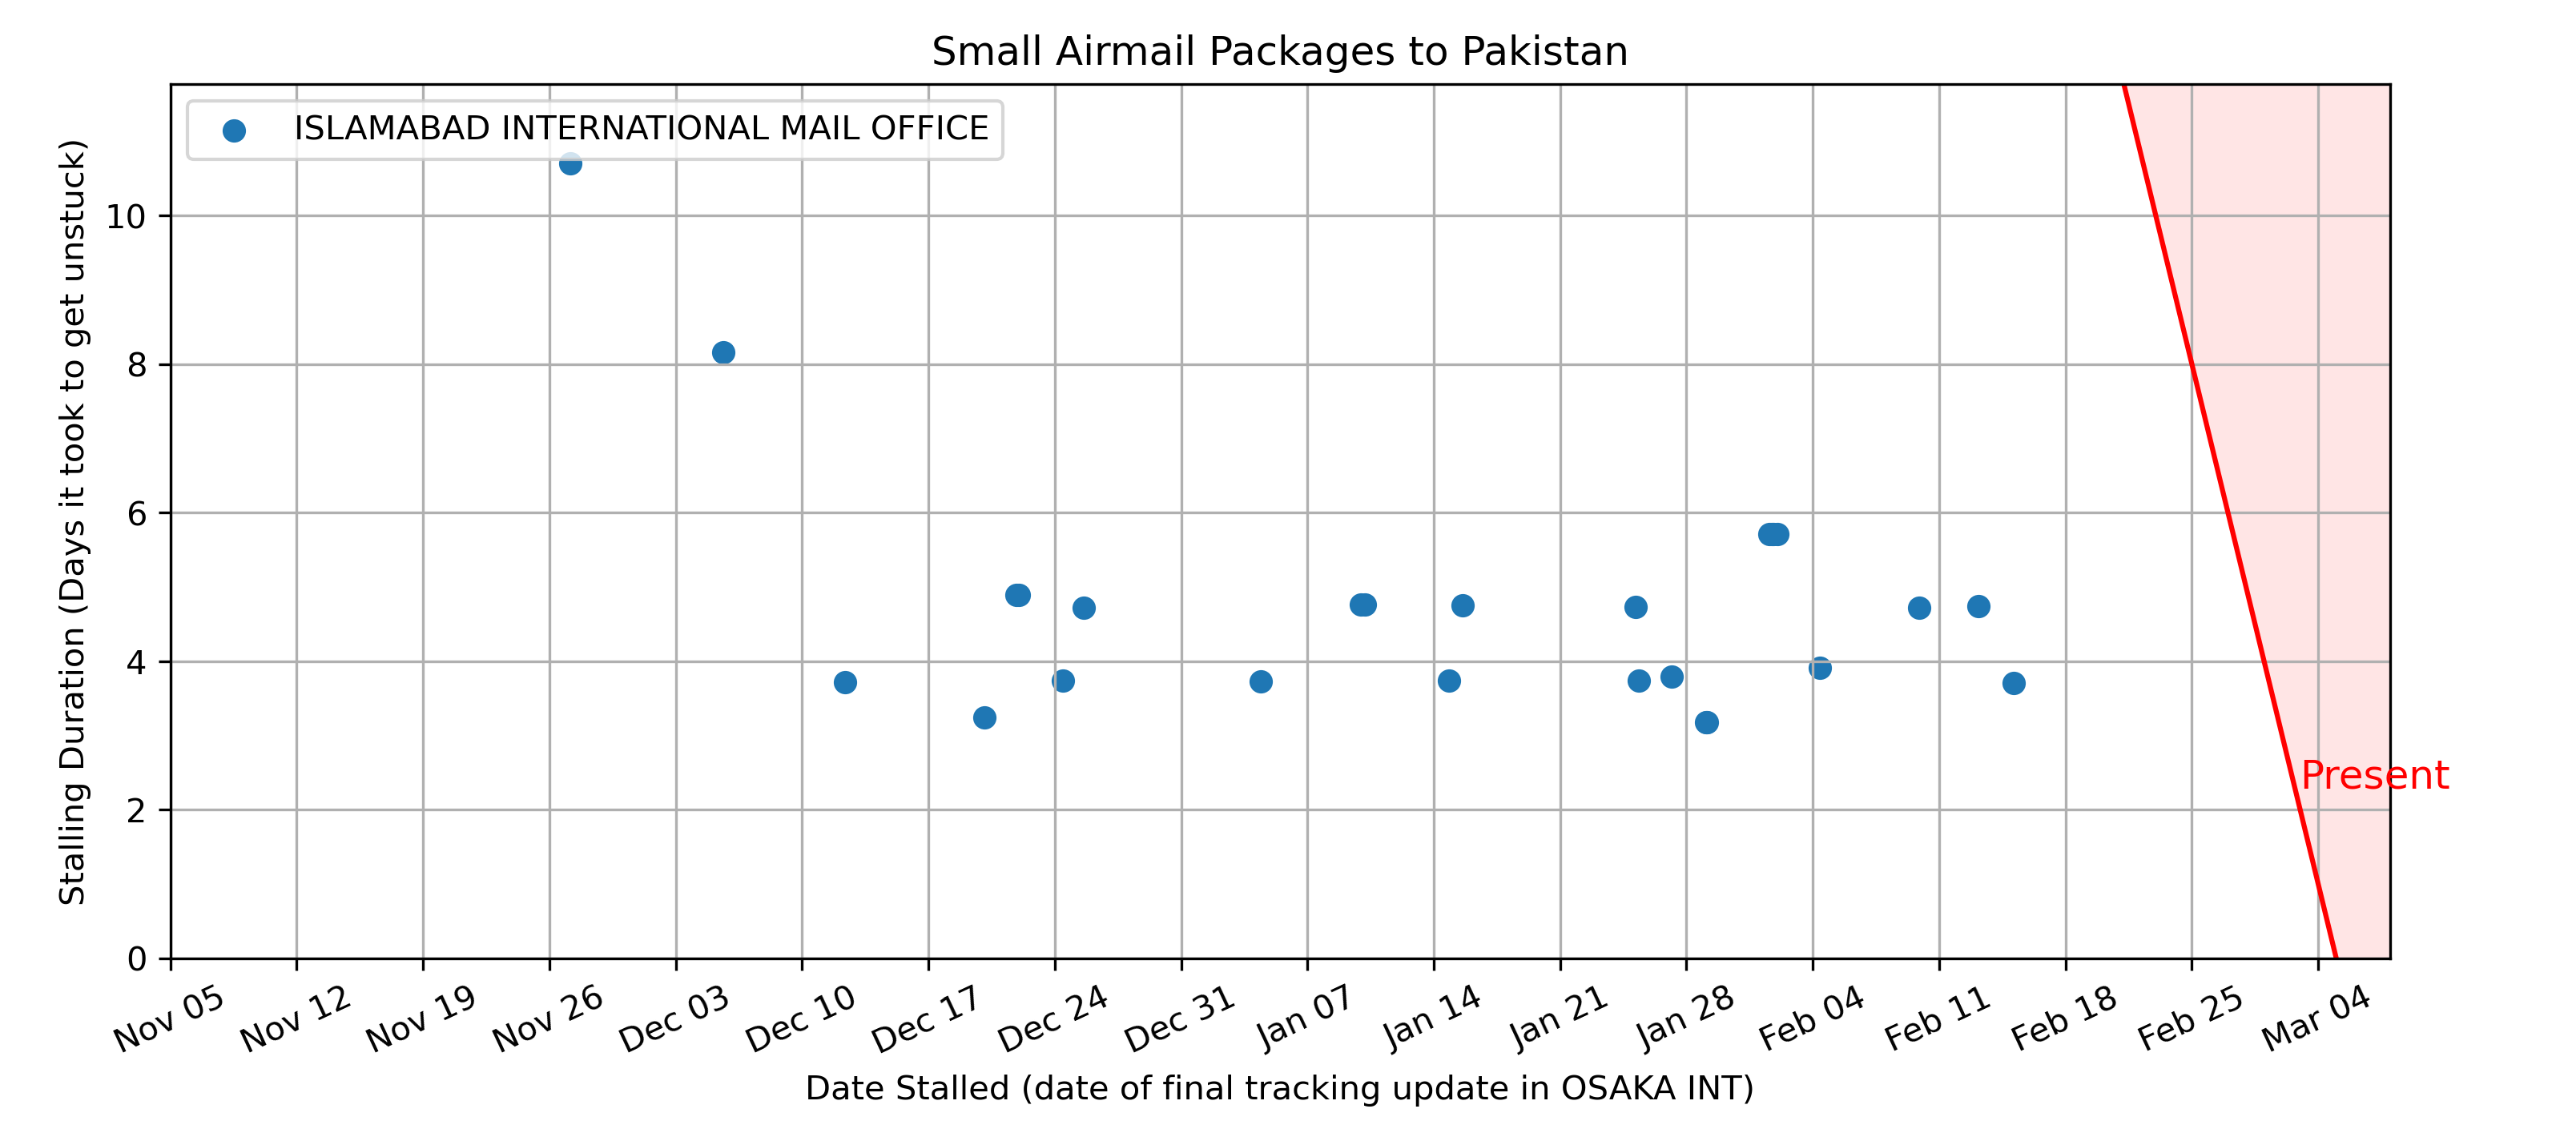 Small Airmail Packages to Pakistan
ISLAMABAD INTERNATIONAL MAIL OFFICE
Stalling Duration (Days it took to get unstuck)
10
8
6
4
2
0
Present
Nov 05 Nov 12 Nov 19 Nov 26 Dec 03 Dec 10 Dec 17 Dec 24 Dec 31 Jan 07 Jan 14 Jan 21 Jan 28 Feb 04 Feb 11 Feb 18 Feb 25 Mar 04
Date Stalled (date of final tracking update in OSAKA INT)